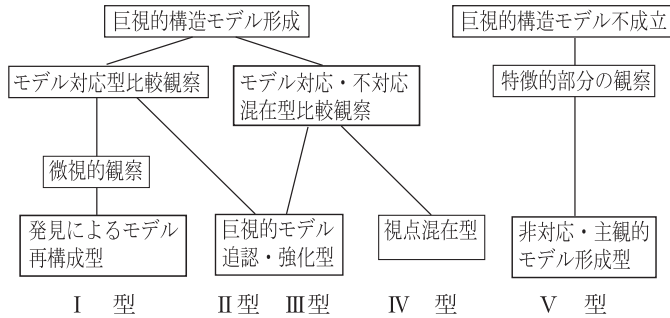 巨視的構造モデル形成
巨視的構造モデル不成立
モデル対応型比較観察
モデル対応・不対応
混在型比較観察
特徴的部分の観察
微視的観察
発見によるモデル
再構成型
巨視的モデル
追認・強化型
視点混在型
非対応・主観的
モデル形成型
Ⅰ 型 Ⅱ型 Ⅲ型 Ⅳ 型 Ⅴ 型